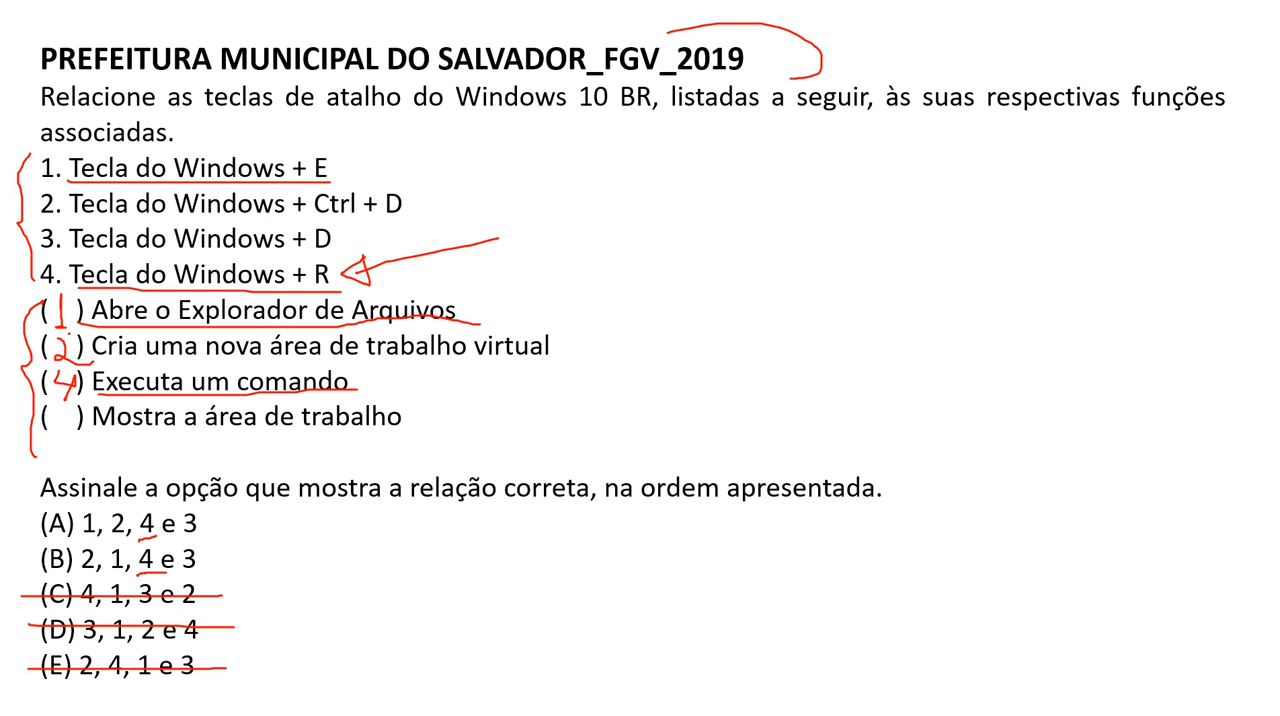 PREFEITURA MUNICIPAL DO SALVADOR_FGV_2019
Relacione as teclas de atalho do Windows 10 BR, listadas a seguir, às suas respectivas funções
associadas.
1. Tecla do Windows + E
2. Tecla do Windows + Ctrl + D
3. Tecla do Windows + D
4. Tecla do Windows + R
( 1 ) Abre o Explorador de Arquivos
( 2 ) Cria uma nova área de trabalho virtual
( 4 ) Executa um comando
( ) Mostra a área de trabalho
Assinale a opção que mostra a relação correta, na ordem apresentada.
(A) 1, 2, 4 e 3
(B) 2, 1, 4 e 3
(C) 4, 1, 3 e 2
(D) 3, 1, 2 e 4
(E) 2, 4, 1 e 3